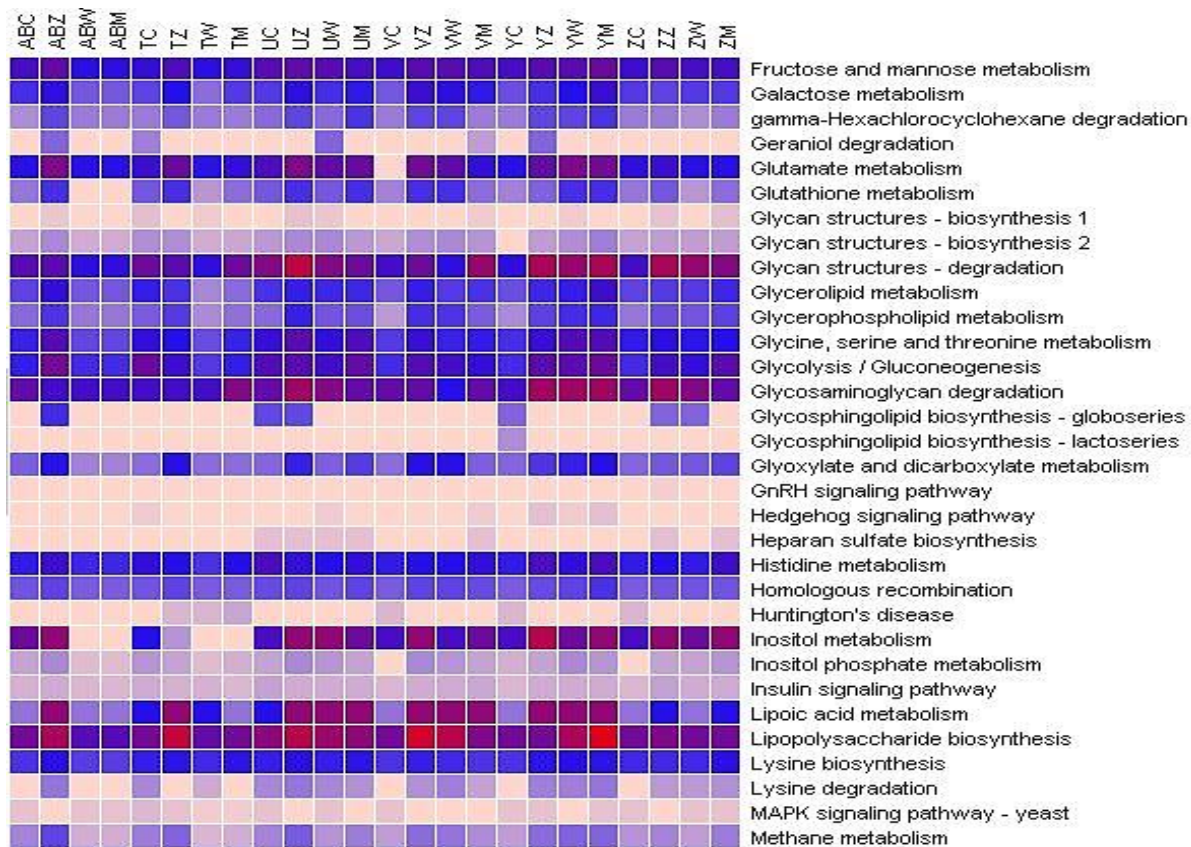 ABC ABZ ABW ABM TC TZ TW TM UC UZ UW UM VC VZ VW VM YC YZ YW YM ZC ZZ ZW ZM
Fructose and mannose metabolism
Galactose metabolism
gamma-Hexachlorocyclohexane degradation
Geraniol degradation
Glutamate metabolism
Glutathione metabolism
Glycan structures - biosynthesis 1
Glycan structures - biosynthesis 2
Glycan structures - degradation
Glycerolipid metabolism
Glycerophospholipid metabolism
Glycine, serine and threonine metabolism
Glycolysis / Gluconeogenesis
Glycosaminoglycan degradation
Glycosphingolipid biosynthesis - globoseries
Glycosphingolipid biosynthesis - lactoseries
Glyoxylate and dicarboxylate metabolism
GnRH signaling pathway
Hedgehog signaling pathway
Heparan sulfate biosynthesis
Histidine metabolism
Homologous recombination
Huntington's disease
Inositol metabolism
Inositol phosphate metabolism
Insulin signaling pathway
Lipoic acid metabolism
Lipopolysaccharide biosynthesis
Lysine biosynthesis
Lysine degradation
MAPK signaling pathway - yeast
Methane metabolism